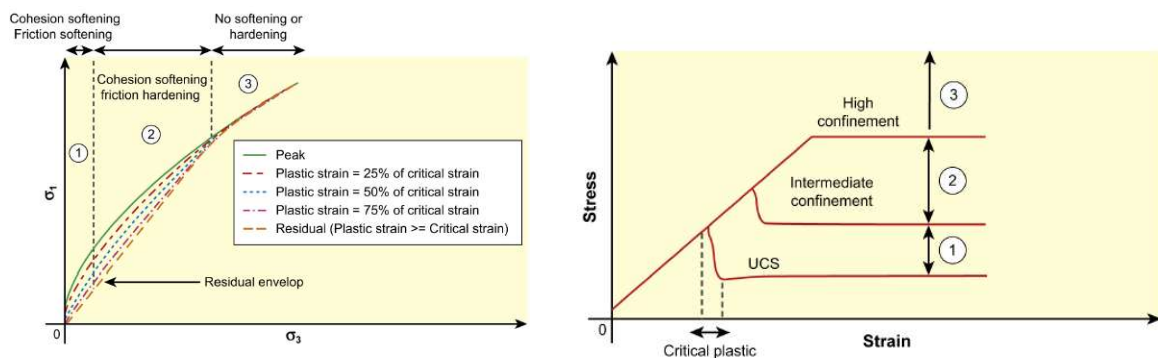 Cohesion softening
Friction softening
No softening or
hardening
Cohesion softening
friction hardening
3
2
1
σ1
Peak
Plastic strain = 25% of critical strain
Plastic strain = 50% of critical strain
Plastic strain = 75% of critical strain
Residual (Plastic strain >= Critical strain)
Residual envelop
0
σ3
3
High
confinement
2
Intermediate
confinement
Stress
1
UCS
0
Critical plastic
Strain